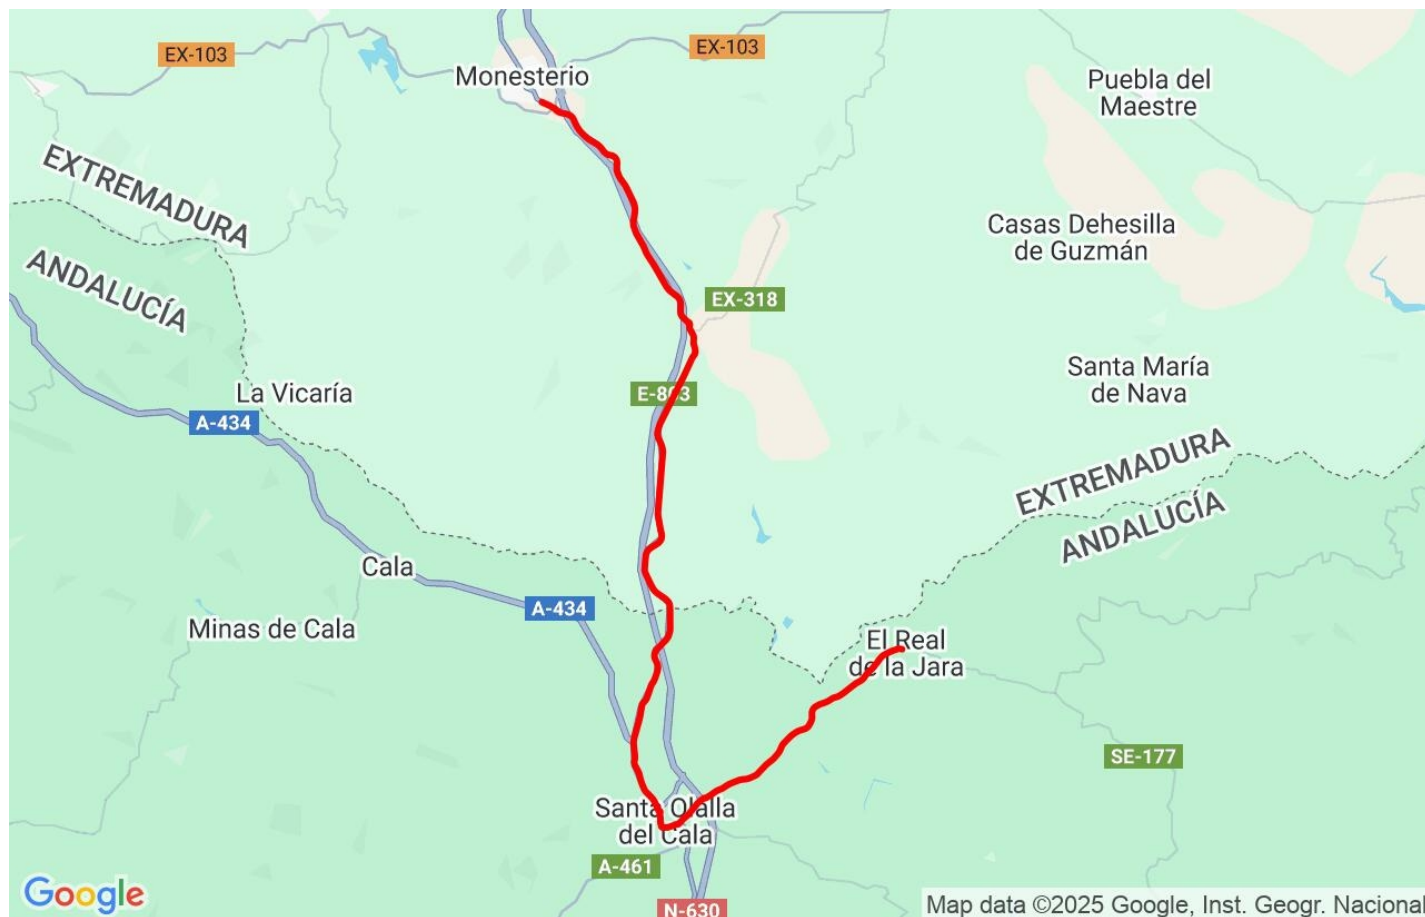 EX-103
EX-103
Monesterio
Puebla del
Maestre
EXTREMADURA
ANDALUCÍA
Casas Dehesilla
de Guzmán
EX-318
Santa María
de Nava
La Vicaría
E-803
A-434
EXTREMADURA
ANDALUCÍA
Cala
A-434
Minas de Cala
El Real
de la Jara
SE-177
Santa Olalla
del Cala
A-461
N-630
Google
Map data ©2025 Google, Inst. Geogr. Naciona